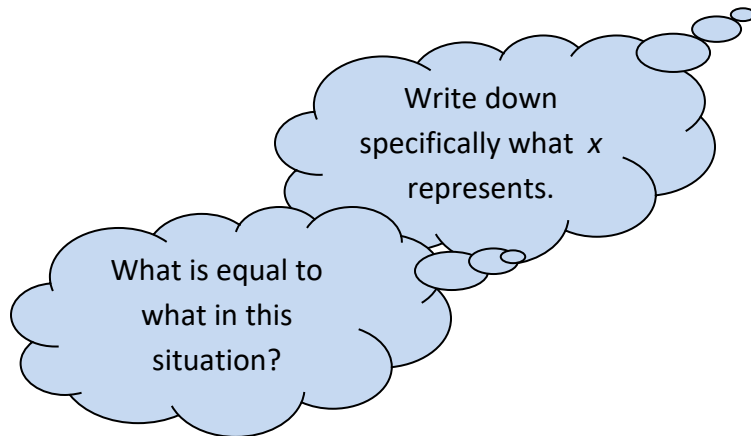 Write down
specifically what x
represents.
What is equal to
what in this
situation?